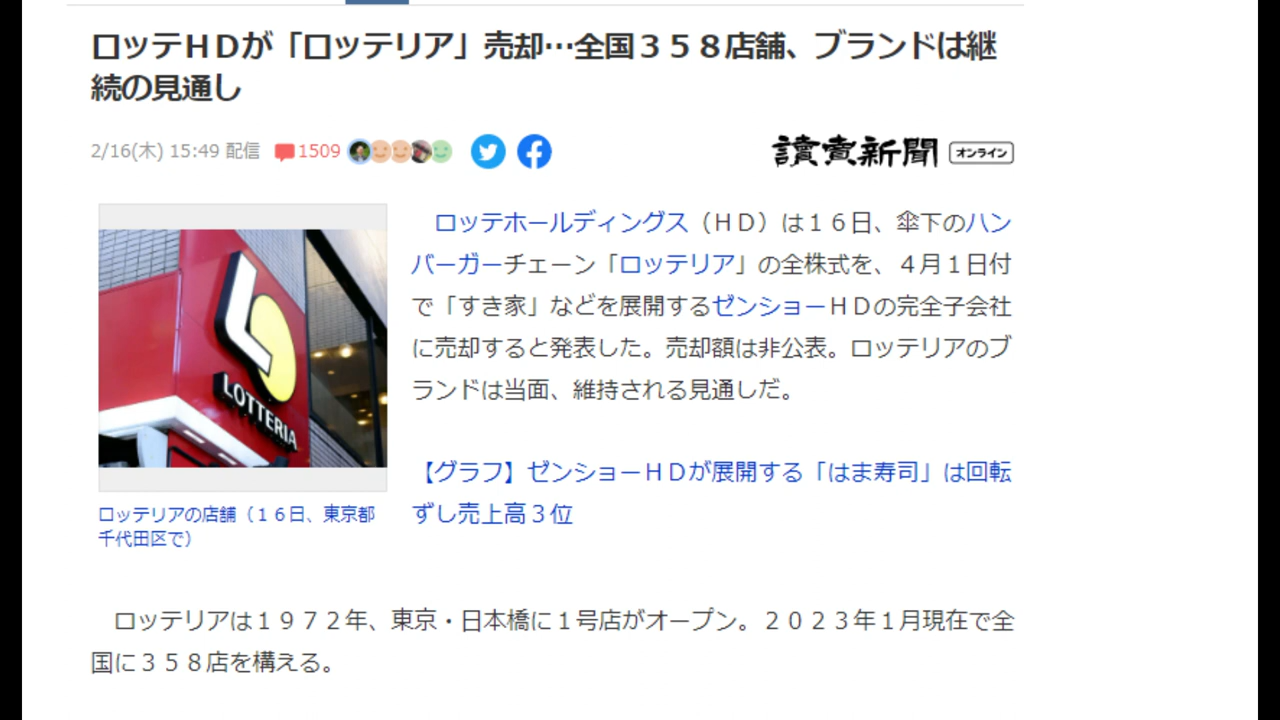 ロッテＨＤが「ロッテリア」売却…全国３５８店舗、ブランドは継
続の見通し
2/16(木) 15:49 配信 1509
讀賣新聞 オンライン
ロッテホールディングス（ＨＤ）は１６日、傘下のハン
バーガーチェーン「ロッテリア」の全株式を、４月１日付
で「すき家」などを展開するゼンショーＨＤの完全子会社
に売却すると発表した。売却額は非公表。ロッテリアのブ
ランドは当面、維持される見通しだ。
LOTTERIA
【グラフ】ゼンショーＨＤが展開する「はま寿司」は回転
ずし売上高３位
ロッテリアの店舗（１６日、東京都
千代田区で）
ロッテリアは１９７２年、東京・日本橋に１号店がオープン。２０２３年１月現在で全
国に３５８店を構える。